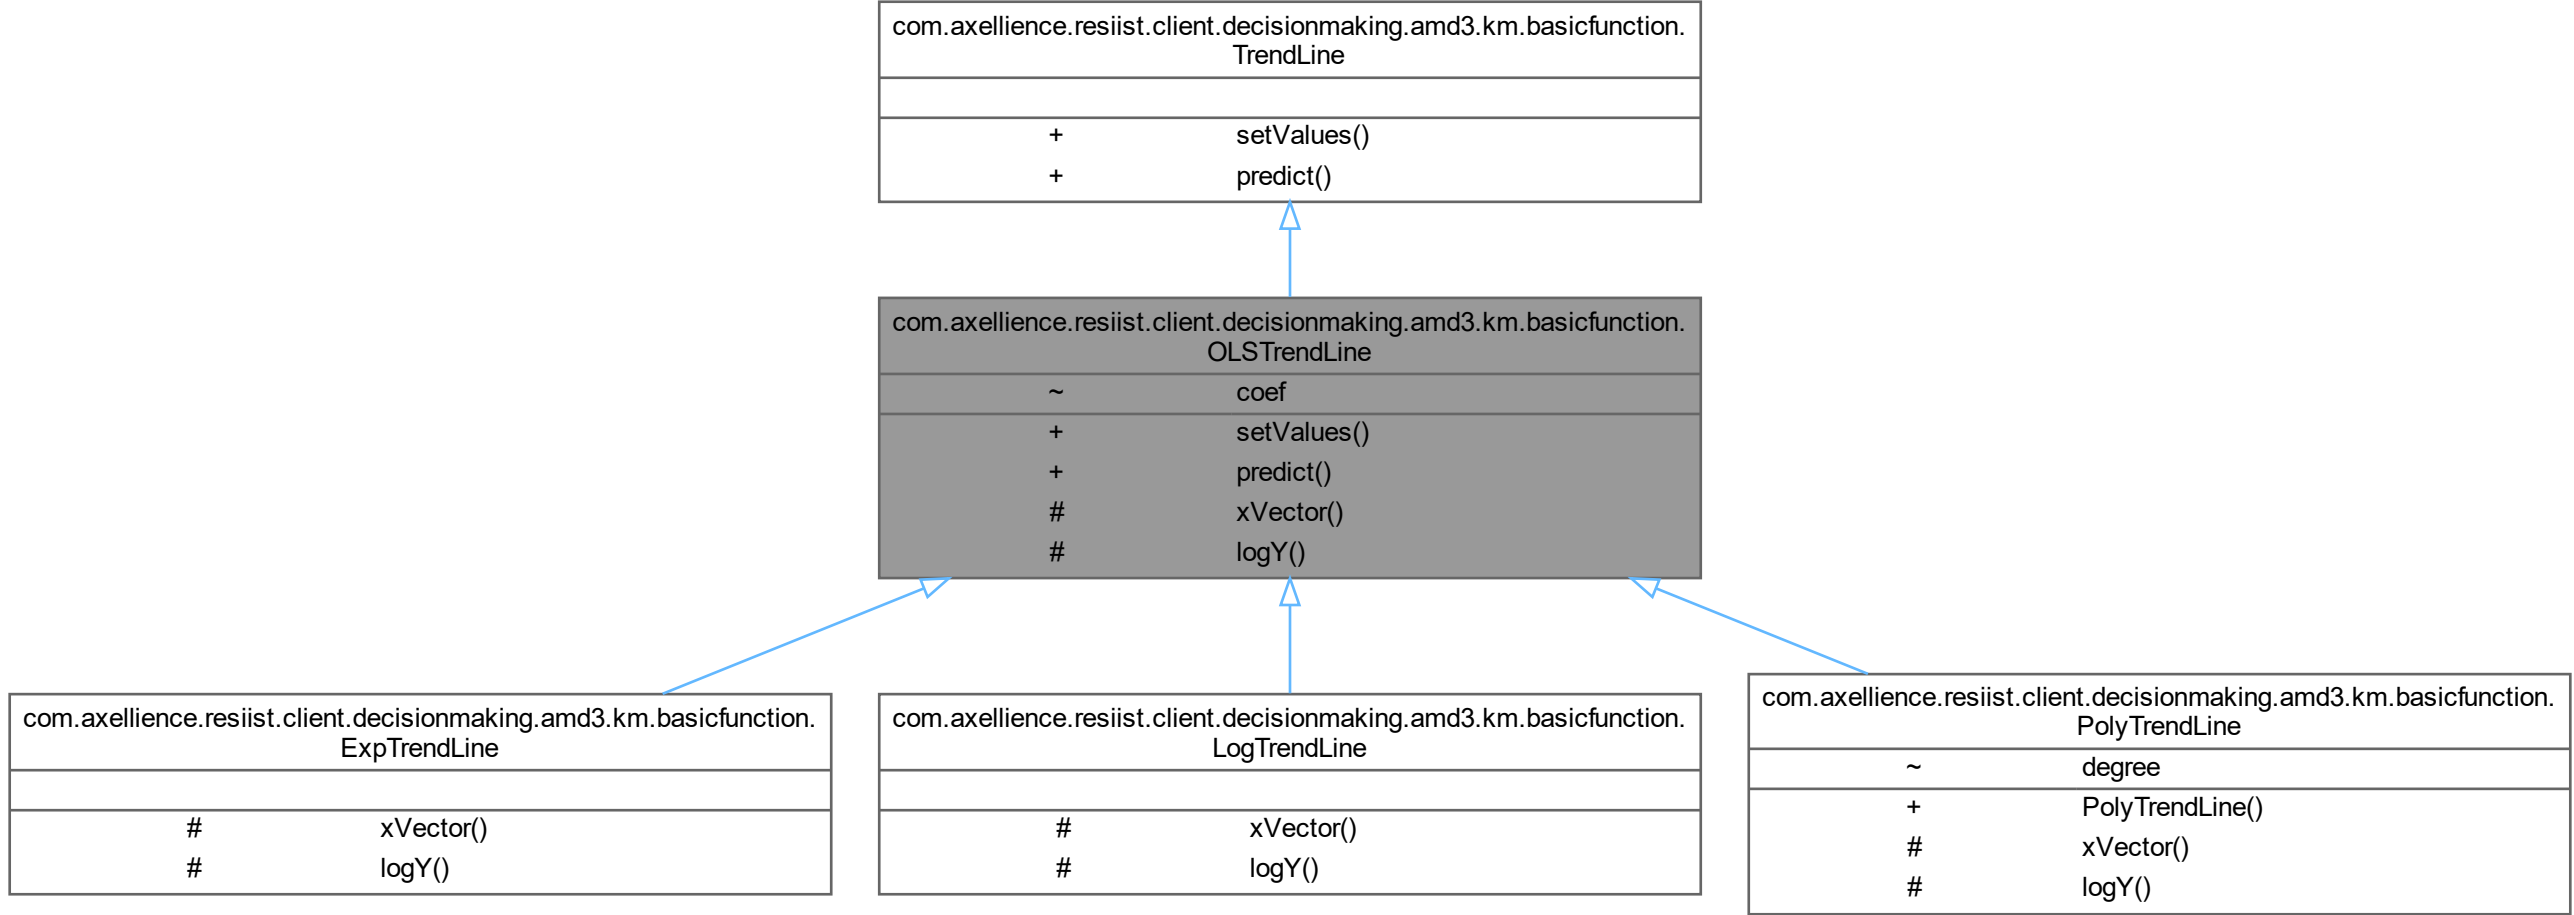 com.axellience.resiist.client.decisionmaking.amd3.km.basicfunction.
TrendLine
+ setValues()
+ predict()
com.axellience.resiist.client.decisionmaking.amd3.km.basicfunction.
OLSTrendLine
~ coef
+ setValues()
+ predict()
# xVector()
# logY()
com.axellience.resiist.client.decisionmaking.amd3.km.basicfunction.
ExpTrendLine
# xVector()
# logY()
com.axellience.resiist.client.decisionmaking.amd3.km.basicfunction.
LogTrendLine
# xVector()
# logY()
com.axellience.resiist.client.decisionmaking.amd3.km.basicfunction.
PolyTrendLine
~ degree
+ PolyTrendLine()
# xVector()
# logY()